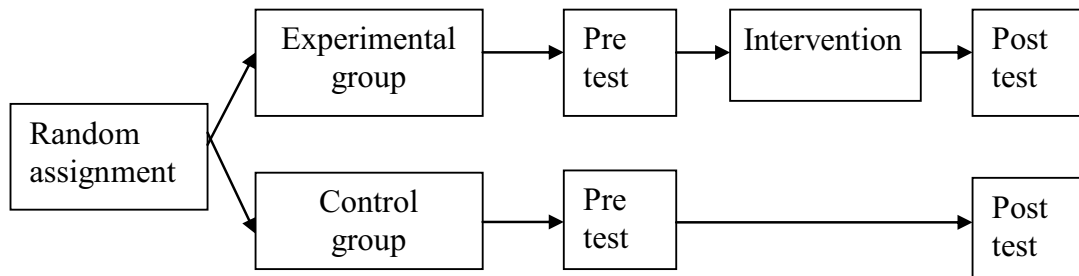 Random
assignment
Experimental
group
Pre
test
Intervention
Post
test
Control
group
Pre
test
Post
test